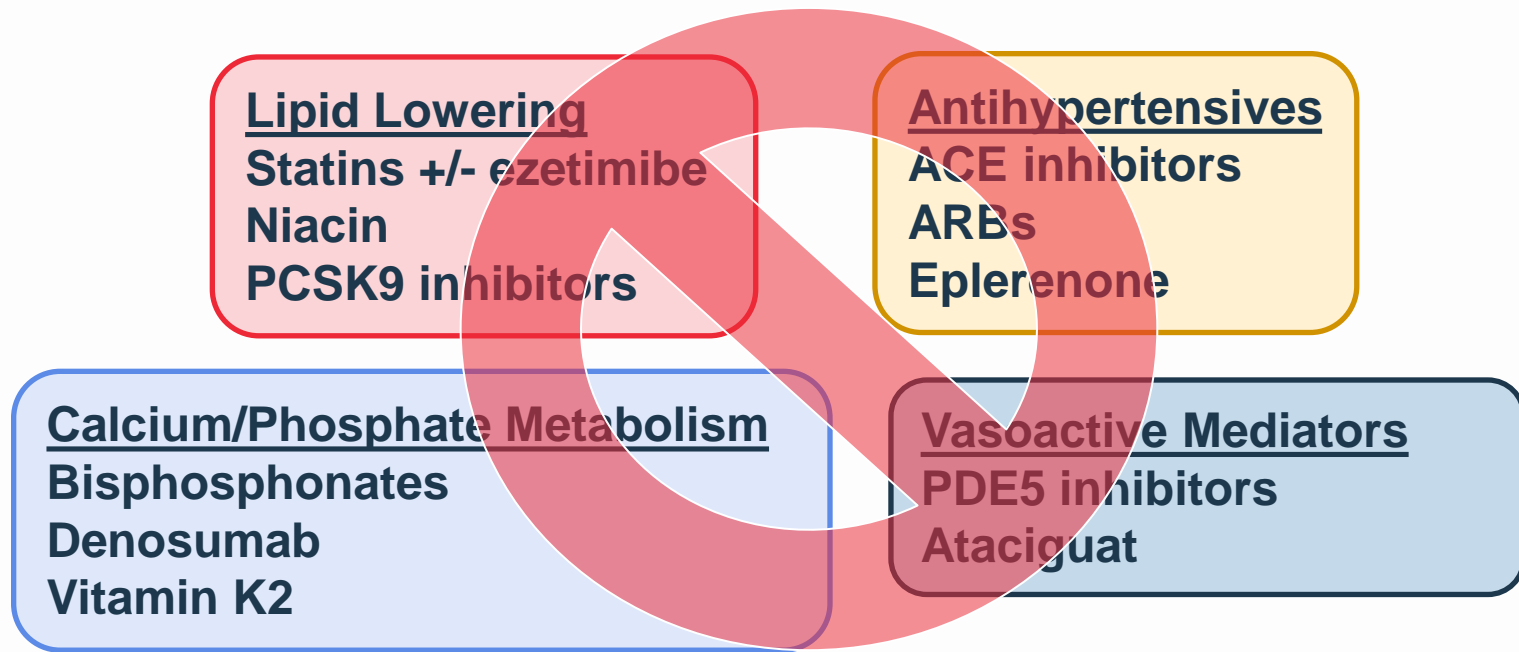 Lipid Lowering
Statins +/- ezetimibe
Niacin
PCSK9 inhibitors
Antihypertensives
ACE inhibitors
ARBs
Eplerenone
Calcium/Phosphate Metabolism
Bisphosphonates
Denosumab
Vitamin K2
Vasoactive Mediators
PDE5 inhibitors
Ataciguat